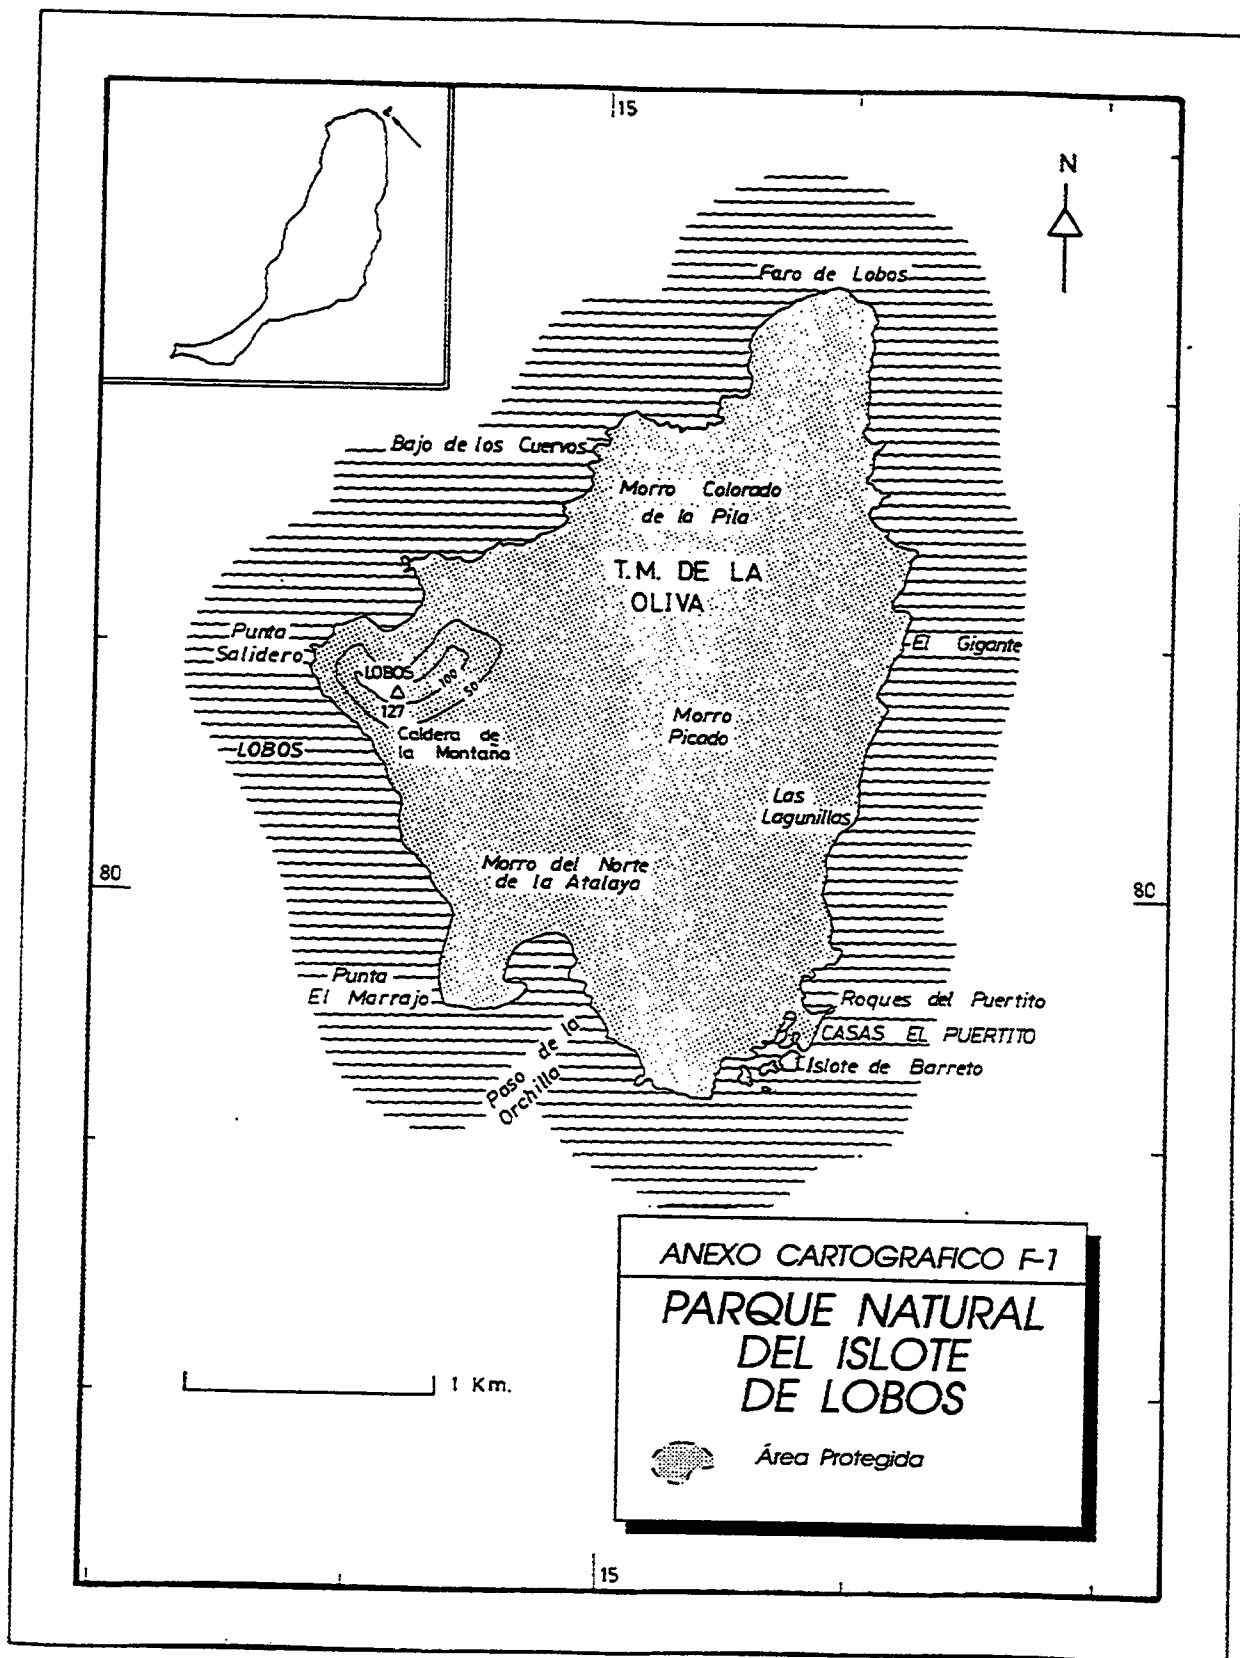 15
N
Faro de Lobos
Bajo de los Cuervos
Morro Colorado
de la Pila
T.M. DE LA
OLIVA
Punta
Salidero
El Gigante
LOBOS
100
50
127
Morro
Picado
Caldera de
la Montaña
LOBOS
Las
Lagunillas
Morro del Norte
de la Atalaya
80
80
Punta
El Marrajo
Roques del Puertito
CASAS EL PUERTITO
Islote de Barreto
Paso de la
Orchilla
ANEXO CARTOGRAFICO F-1
PARQUE NATURAL
DEL ISLOTE
DE LOBOS
1 Km.
Área Protegida
15